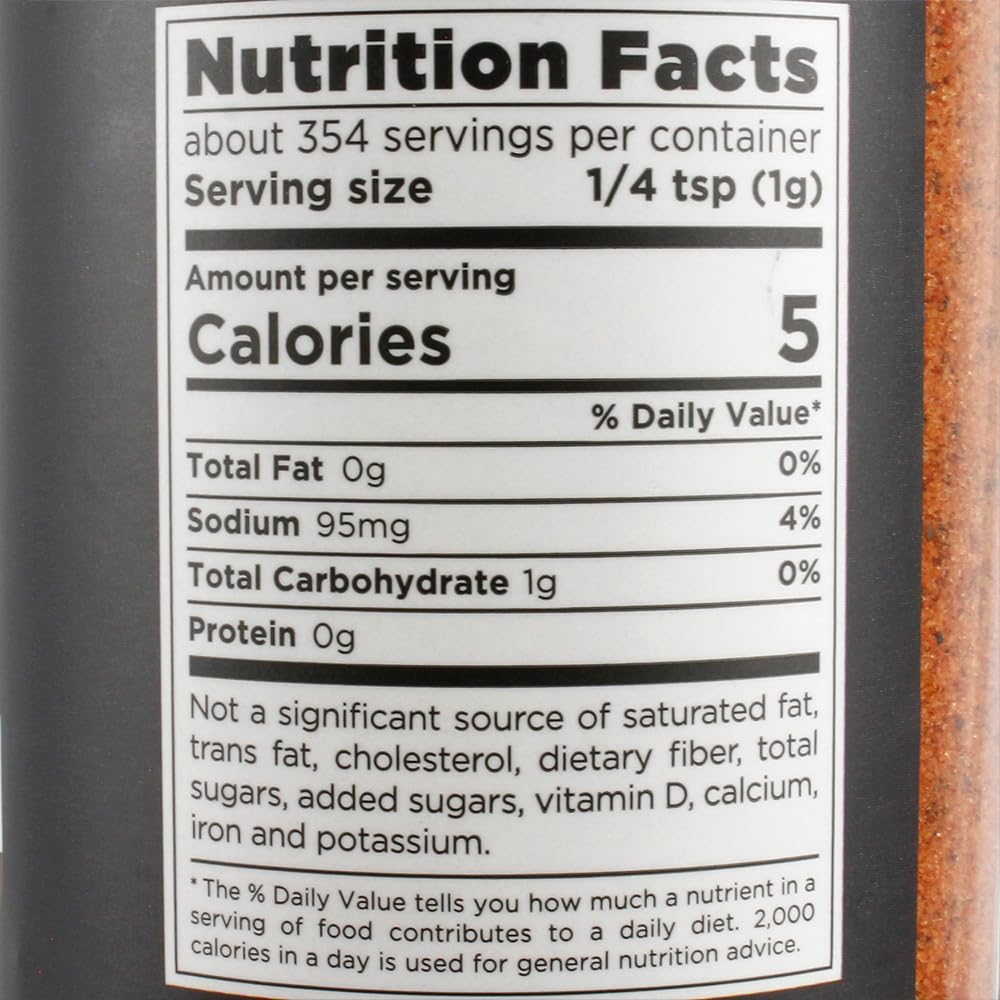 Nutrition Facts
about 354 servings per container
Serving size 1/4 tsp (1g)
Amount per serving
Calories 5
% Daily Value*
Total Fat 0g 0%
Sodium 95mg 4%
Total Carbohydrate 1g 0%
Protein 0g
Not a significant source of saturated fat,
trans fat, cholesterol, dietary fiber, total
sugars, added sugars, vitamin D, calcium,
iron and potassium.
* The % Daily Value tells you how much a nutrient in a
serving of food contributes to a daily diet. 2,000
calories in a day is used for general nutrition advice.